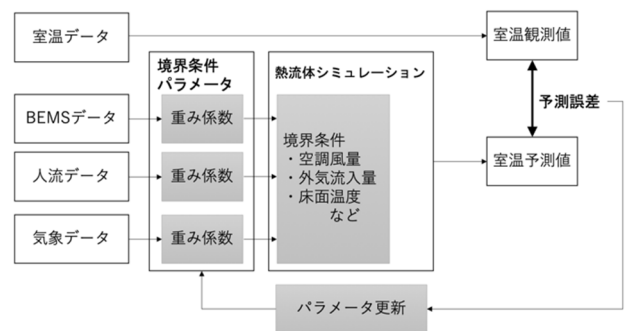 室温データ
室温観測値
境界条件
パラメータ
熱流体シミュレーション
予測誤差
BEMSデータ
重み係数
境界条件
・空調風量
・外気流入量
・床面温度
など
人流データ
重み係数
室温予測値
気象データ
重み係数
パラメータ更新